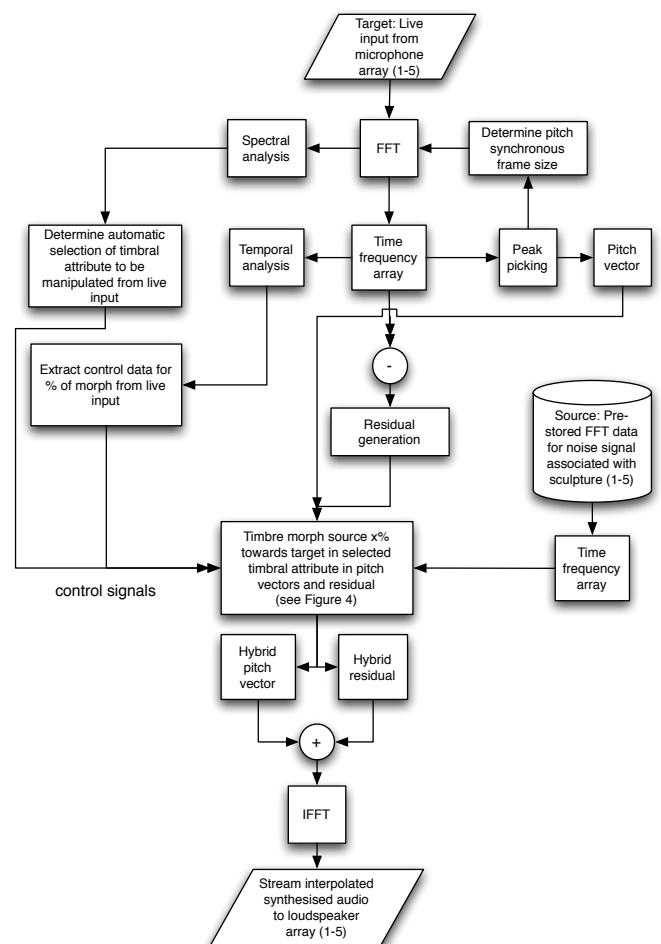 Target: Live
input from
microphone
array (1-5)
Spectral
analysis
FFT
Determine pitch
synchronous
frame size
Determine automatic
selection of timbral
attribute to be
manipulated from live
input
Temporal
analysis
Time
frequency
array
Peak
picking
Pitch
vector
Extract control data for
% of morph from live
input
-
Residual
generation
Source: Pre-
stored FFT data
for noise signal
associated with
sculpture (1-5)
Timbre morph source x%
towards target in selected
timbral attribute in pitch
vectors and residual
(see Figure 4)
Time
frequency
array
control signals
Hybrid
pitch
vector
Hybrid
residual
+
IFFT
Stream interpolated
synthesised audio
to loudspeaker
array (1-5)